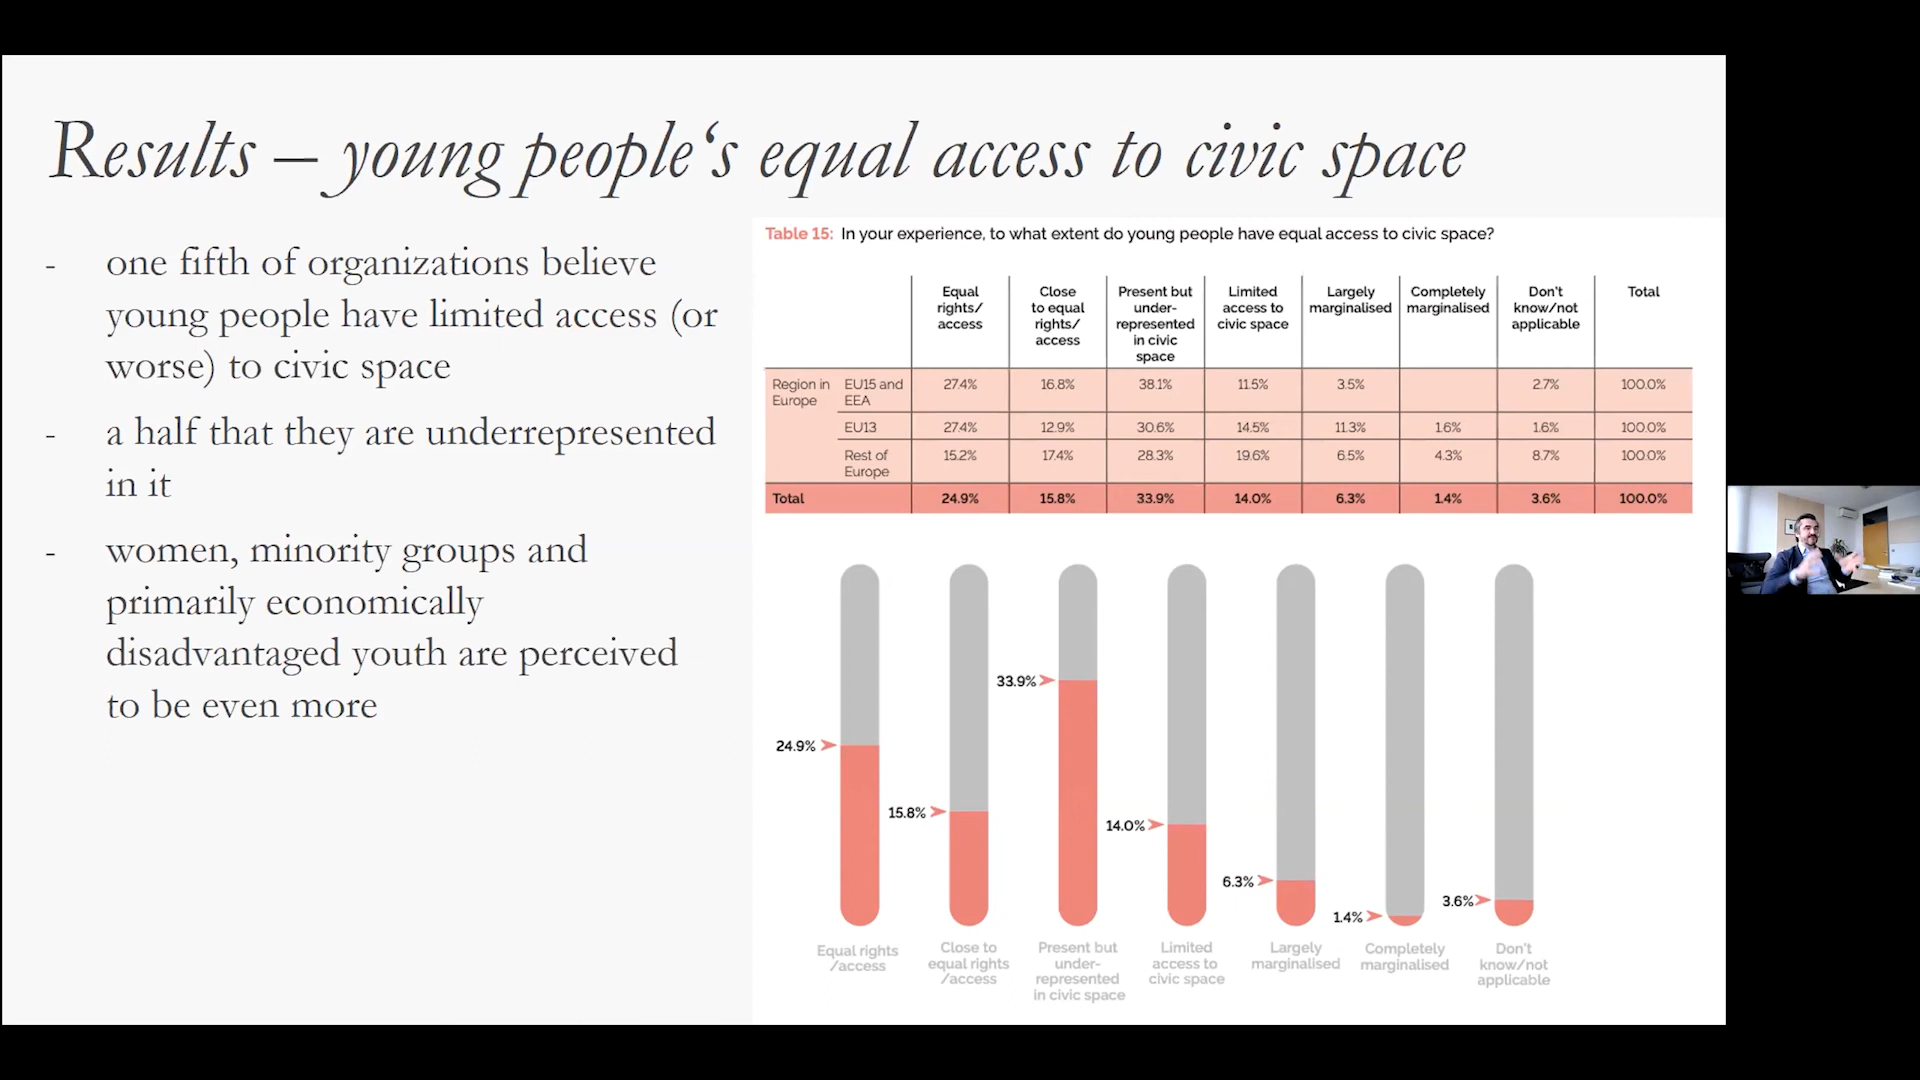 Results – young people‘s equal access to civic space
- one fifth of organizations believe
young people have limited access (or
worse) to civic space
- a half that they are underrepresented
in it
- women, minority groups and
primarily economically
disadvantaged youth are perceived
to be even more
Table 15: In your experience, to what extent do young people have equal access to civic space?
Equal rights/ access
Close to equal rights/ access
Present but under- represented in civic space
Limited access to civic space
Largely marginalised
Completely marginalised
Don't know/not applicable
Total
Region in Europe
EU15 and EEA 27.4% 16.8% 38.1% 11.5% 3.5% 2.7% 100.0%
EU13 27.4% 12.9% 30.6% 14.5% 11.3% 1.6% 1.6% 100.0%
Rest of Europe 15.2% 17.4% 28.3% 19.6% 6.5% 4.3% 8.7% 100.0%
Total 24.9% 15.8% 33.9% 14.0% 6.3% 1.4% 3.6% 100.0%
24.9%
15.8%
33.9%
14.0%
6.3%
1.4%
3.6%
Equal rights
/access
Close to
equal rights
/access
Present but
under-
represented
in civic space
Limited
access to
civic space
Largely
marginalised
Completely
marginalised
Don't
know/not
applicable